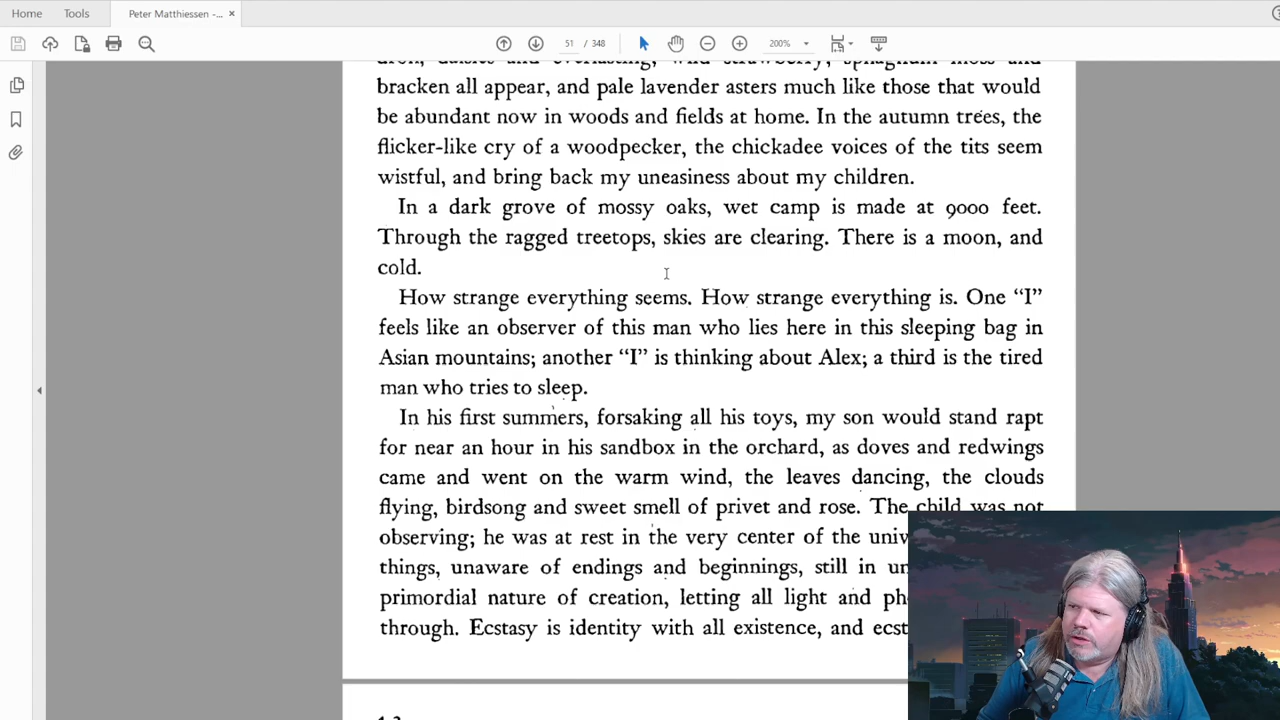 Home Tools Peter Matthiessen -... ×
51 / 348 200%
bracken all appear, and pale lavender asters much like those that would
be abundant now in woods and fields at home. In the autumn trees, the
flicker-like cry of a woodpecker, the chickadee voices of the tits seem
wistful, and bring back my uneasiness about my children.
In a dark grove of mossy oaks, wet camp is made at 9000 feet.
Through the ragged treetops, skies are clearing. There is a moon, and
cold.
How strange everything seems. How strange everything is. One “I”
feels like an observer of this man who lies here in this sleeping bag in
Asian mountains; another “I” is thinking about Alex; a third is the tired
man who tries to sleep.
In his first summers, forsaking all his toys, my son would stand rapt
for near an hour in his sandbox in the orchard, as doves and redwings
came and went on the warm wind, the leaves dancing, the clouds
flying, birdsong and sweet smell of privet and rose. The child was not
observing; he was at rest in the very center of the univ
things, unaware of endings and beginnings, still in un
primordial nature of creation, letting all light and ph
through. Ecstasy is identity with all existence, and ecst